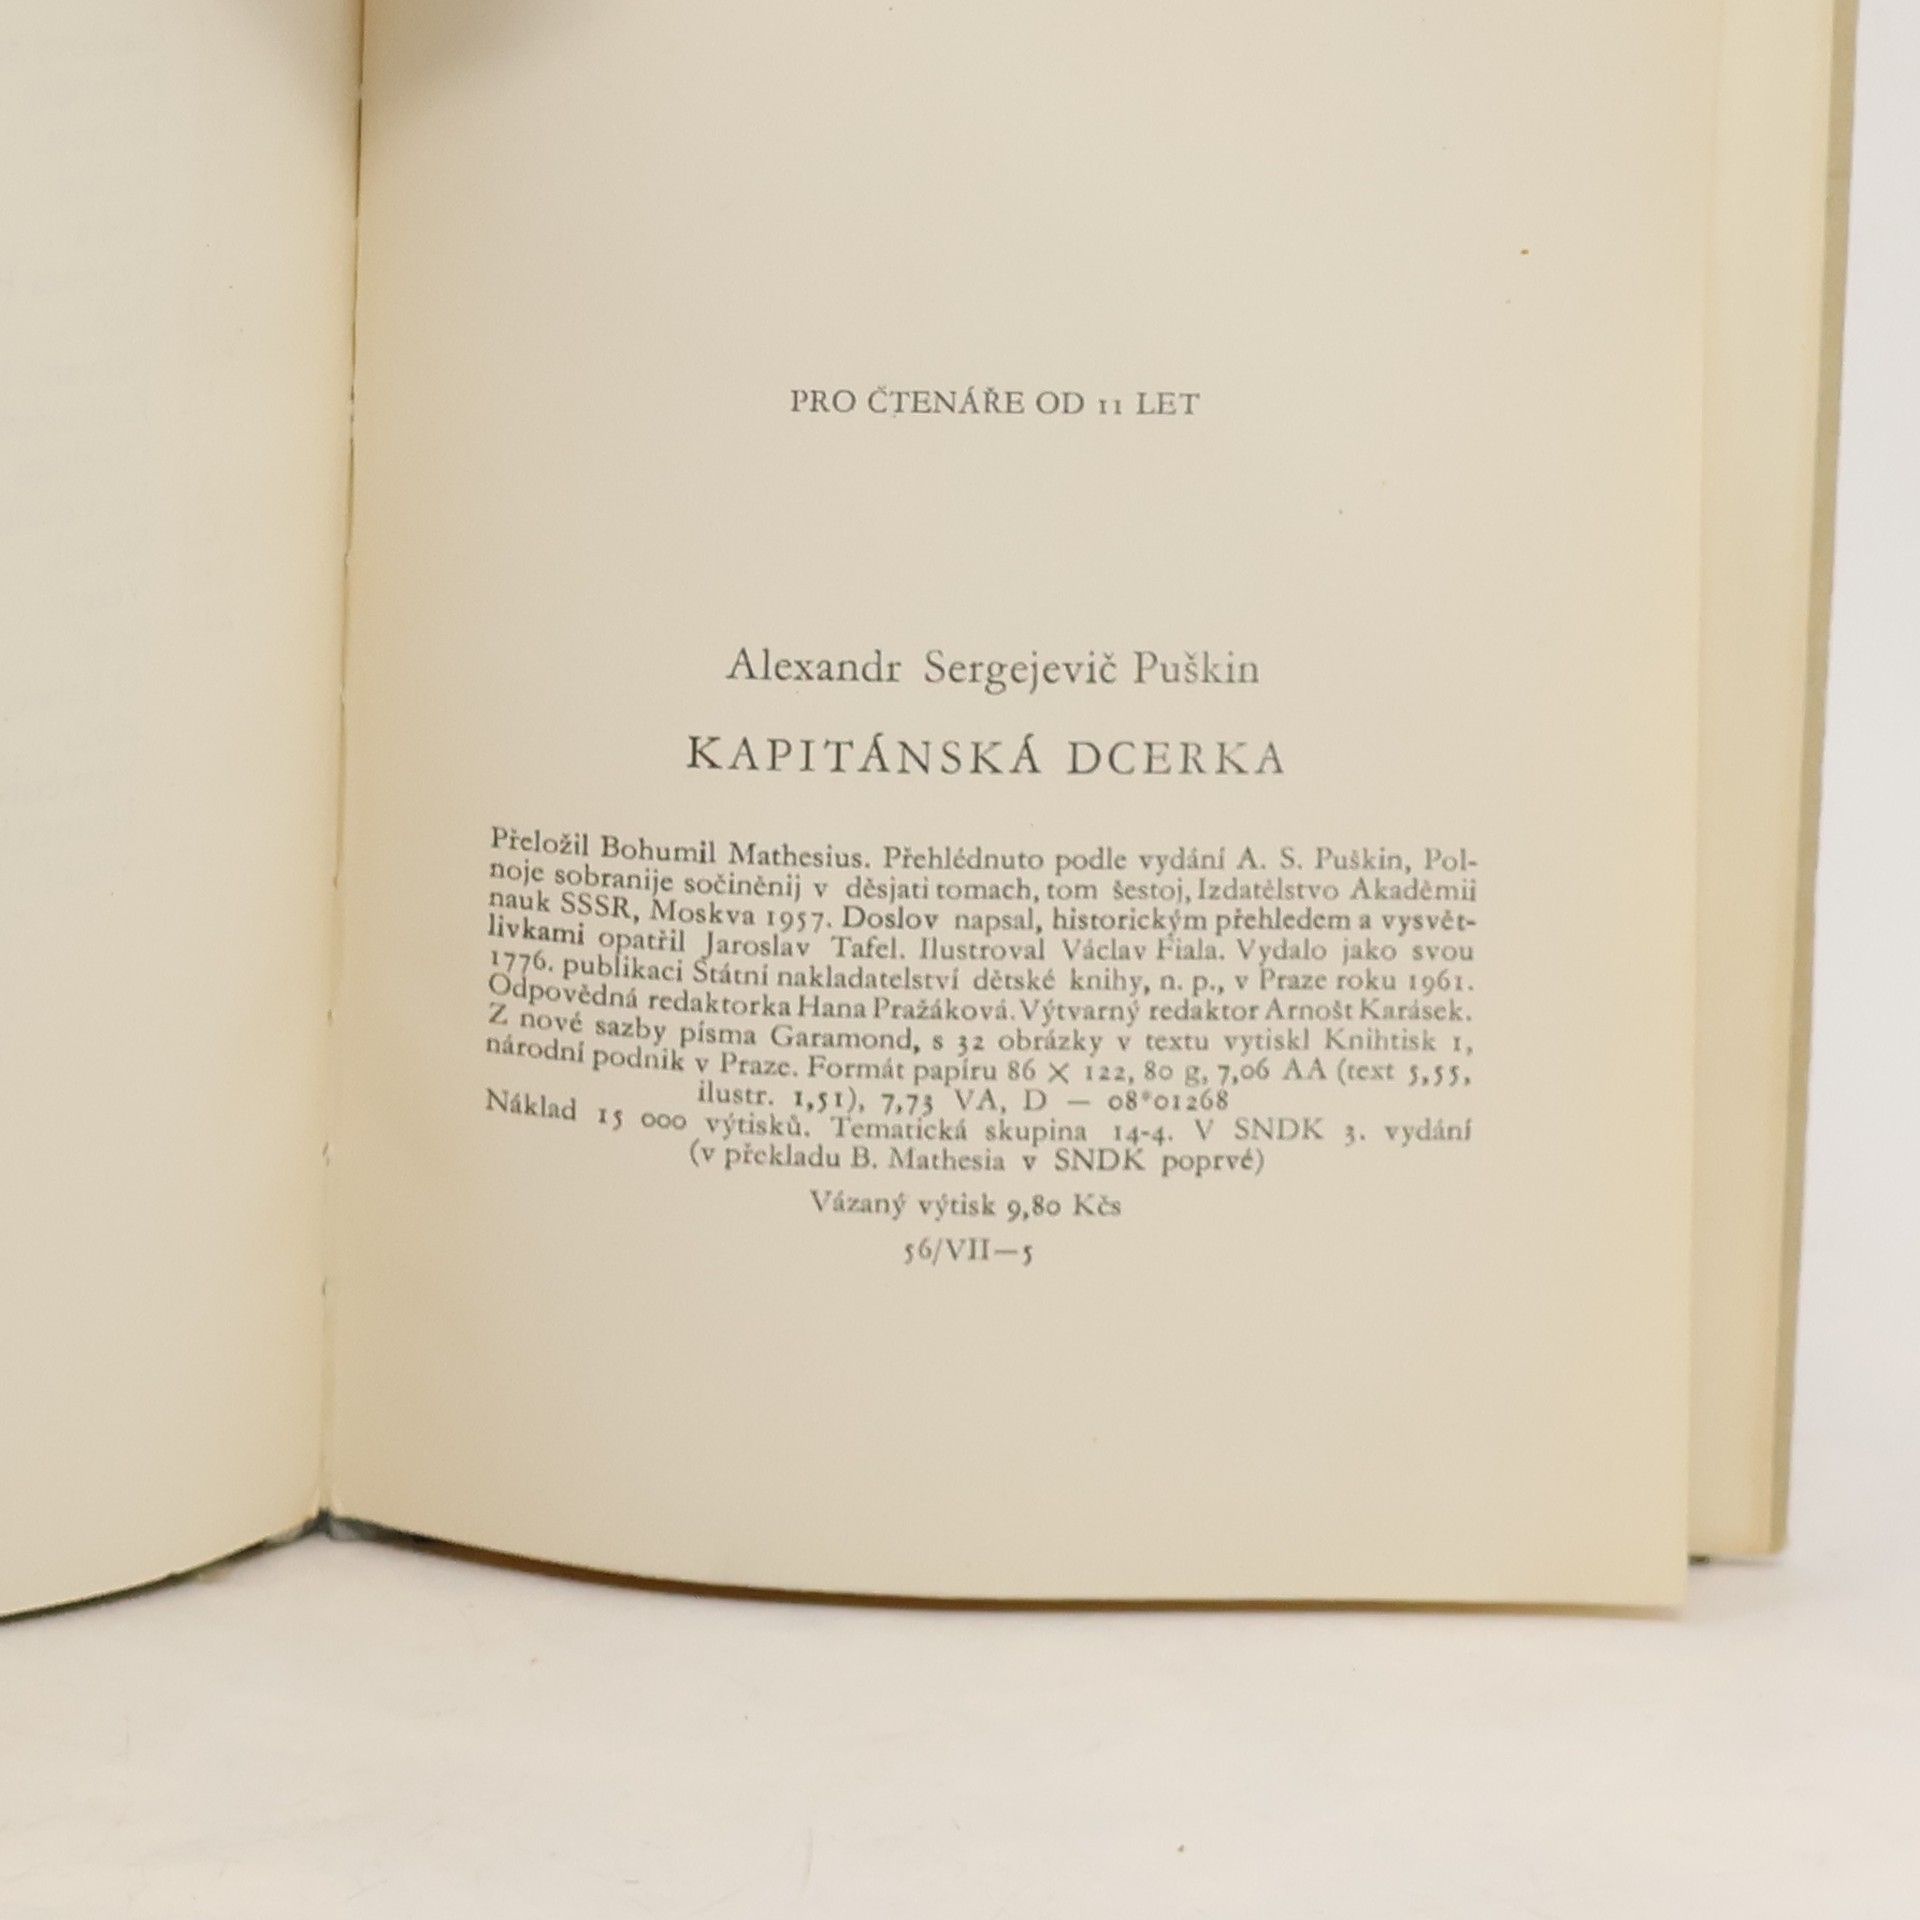 PRO ČTENÁŘE OD 11 LET
Alexandr Sergejevič Puškin
KAPITÁNSKÁ DCERKA
Přeložil Bohumil Mathesius. Přehlédnuto podle vydání A. S. Puškin, Pol-
noje sobranije sočiněnij v děsjati tomach, tom šestoj, Izdatělstvo Akaděmii
nauk SSSR, Moskva 1957. Doslov napsal, historickým přehledem a vysvět-
livkami opatřil Jaroslav Tafel. Ilustroval Václav Fiala. Vydalo jako svou
1776. publikaci Státní nakladatelství dětské knihy, n. p., v Praze roku 1961.
Odpovědná redaktorka Hana Pražáková. Výtvarný redaktor Arnošt Karásek.
Z nové sazby písma Garamond, s 32 obrázky v textu vytiskl Knihtisk 1,
národní podnik v Praze. Formát papíru 86 × 122, 80 g, 7,06 AA (text 5,55,
ilustr. 1,51), 7,73 VA, D — 08*01268
Náklad 15 000 výtisků. Tematická skupina 14-4. V SNDK 3. vydání
(v překladu B. Mathesia v SNDK poprvé)
Vázaný výtisk 9,80 Kčs
56/VII—5